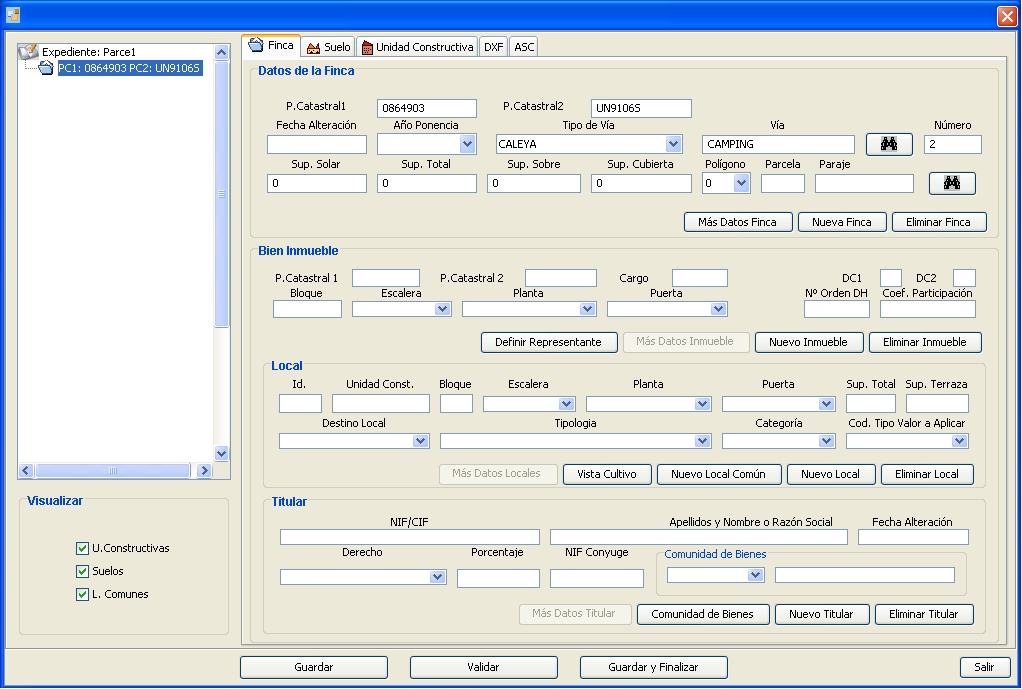 Expediente: Parce1
PC1: 0864903 PC2: UN9106S
Visualizar
U.Constructivas
Suelos
L. Comunes
Finca Suelo Unidad Constructiva DXF ASC
Datos de la Finca
P.Catastral1 0864903 P.Catastral2 UN9106S
Fecha Alteración Año Ponencia Tipo de Vía Vía Número
CALEYA CAMPING 2
Sup. Solar Sup. Total Sup. Sobre Sup. Cubierta Polígono Parcela Paraje
0 0 0 0 0
Más Datos Finca Nueva Finca Eliminar Finca
Bien Inmueble
P.Catastral 1 P.Catastral 2 Cargo DC1 DC2
Bloque Escalera Planta Puerta Nº Orden DH Coef. Participación
Definir Representante Más Datos Inmueble Nuevo Inmueble Eliminar Inmueble
Local
Id. Unidad Const. Bloque Escalera Planta Puerta Sup. Total Sup. Terraza
Destino Local Tipologia Categoría Cod. Tipo Valor a Aplicar
Más Datos Locales Vista Cultivo Nuevo Local Común Nuevo Local Eliminar Local
Titular
NIF/CIF Apellidos y Nombre o Razón Social Fecha Alteración
Derecho Porcentaje NIF Conyuge Comunidad de Bienes
Más Datos Titular Comunidad de Bienes Nuevo Titular Eliminar Titular
Guardar Validar Guardar y Finalizar Salir